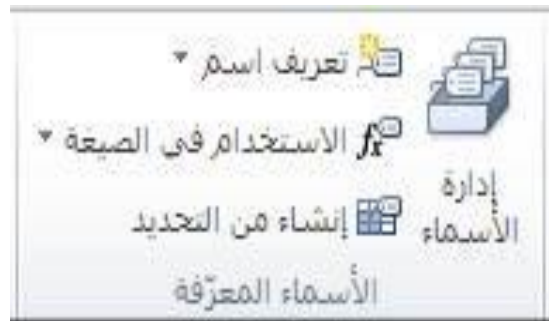 إدارة
الأسماء
تعريف اسم
الاستخدام في الصيغة
إنشاء من التحديد
الأسماء المعرّفة